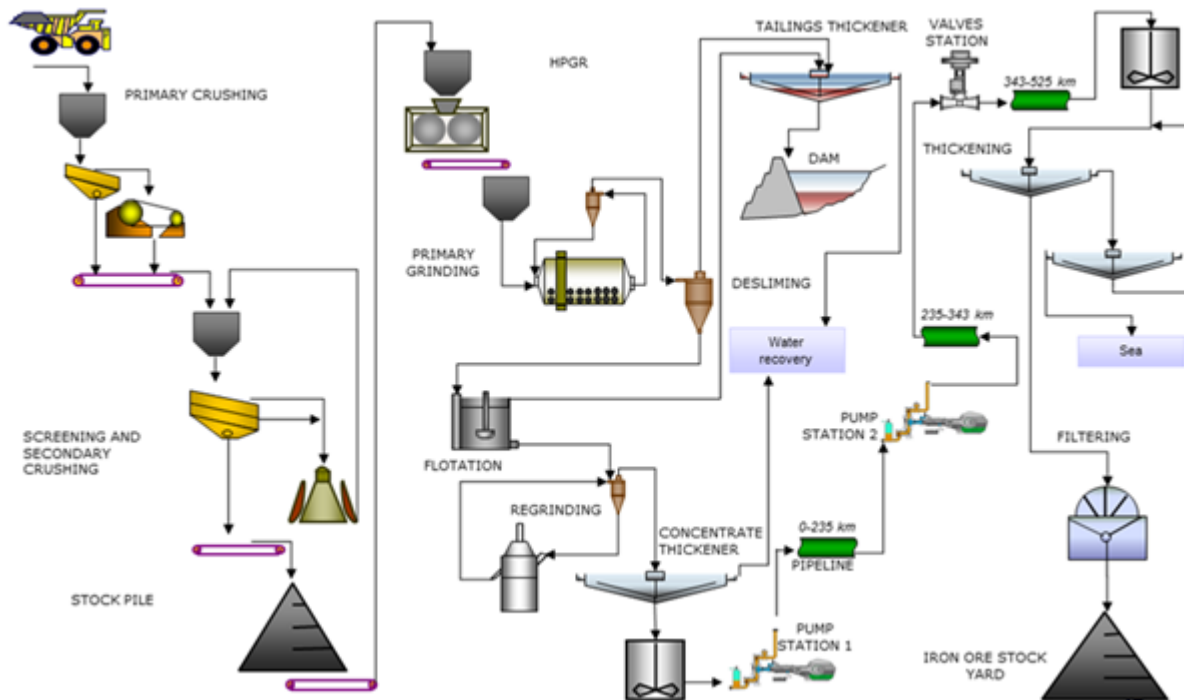 PRIMARY CRUSHING
SCREENING AND
SECONDARY
CRUSHING
STOCK PILE
HPGR
PRIMARY
GRINDING
TAILINGS THICKENER
DAM
DESLIMING
Water
recovery
FLOTATION
REGRINDING
CONCENTRATE
THICKENER
PUMP
STATION 1
0-235 km
PIPELINE
PUMP
STATION 2
235-343 km
VALVES
STATION
343-525 km
THICKENING
Sea
FILTERING
IRON ORE STOCK
YARD